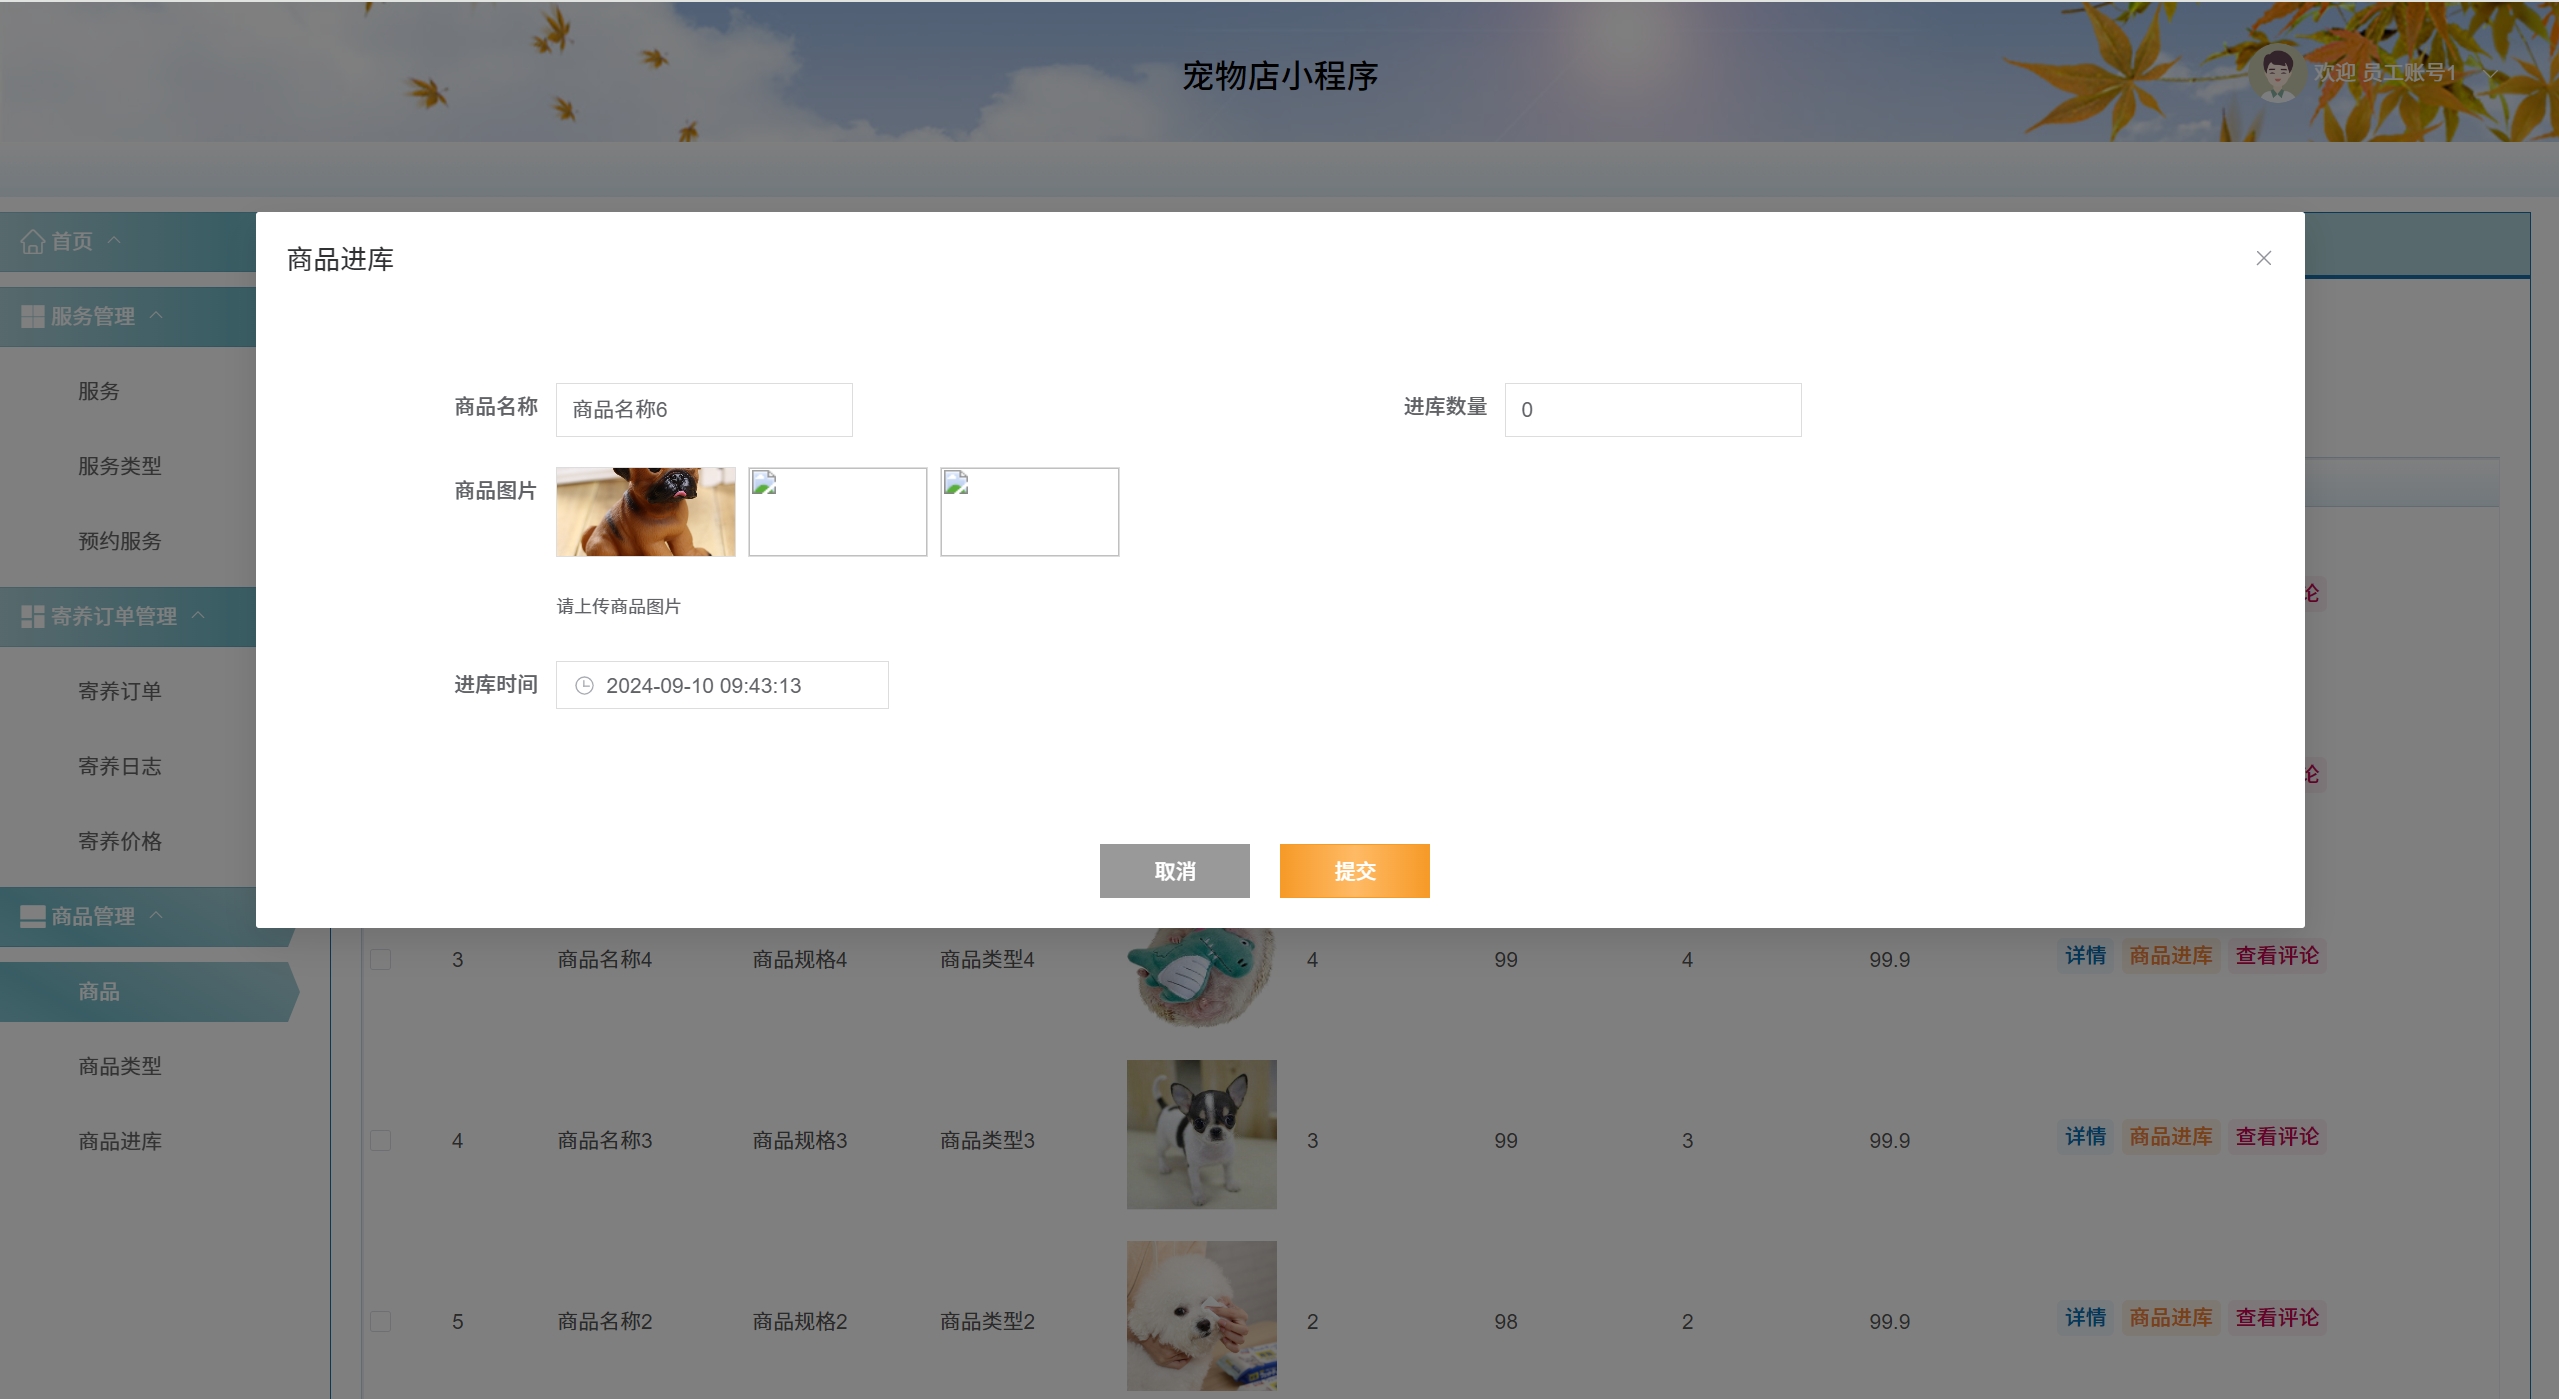 宠物店小程序
欢迎 员工账号1
首页
服务管理
服务
服务类型
预约服务
寄养订单管理
寄养订单
寄养日志
寄养价格
商品管理
商品
商品类型
商品进库
商品进库
商品名称 商品名称6 进库数量 0
商品图片
请上传商品图片
进库时间 2024-09-10 09:43:13
取消 提交
论
论
3 商品名称4 商品规格4 商品类型4 4 99 4 99.9 详情 商品进库 查看评论
4 商品名称3 商品规格3 商品类型3 3 99 3 99.9 详情 商品进库 查看评论
5 商品名称2 商品规格2 商品类型2 2 98 2 99.9 详情 商品进库 查看评论